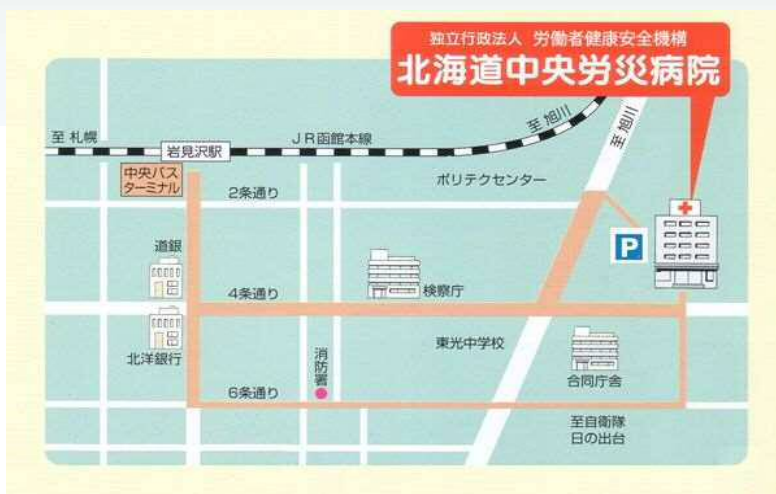 独立行政法人 労働者健康安全機構
北海道中央労災病院
至 札幌
岩見沢駅
JR函館本線
至 旭川
至 旭川
中央バス
ターミナル
2条通り
ポリテクセンター
道銀
P
4条通り
検察庁
北洋銀行
消防署
東光中学校
合同庁舎
6条通り
至自衛隊
日の出台